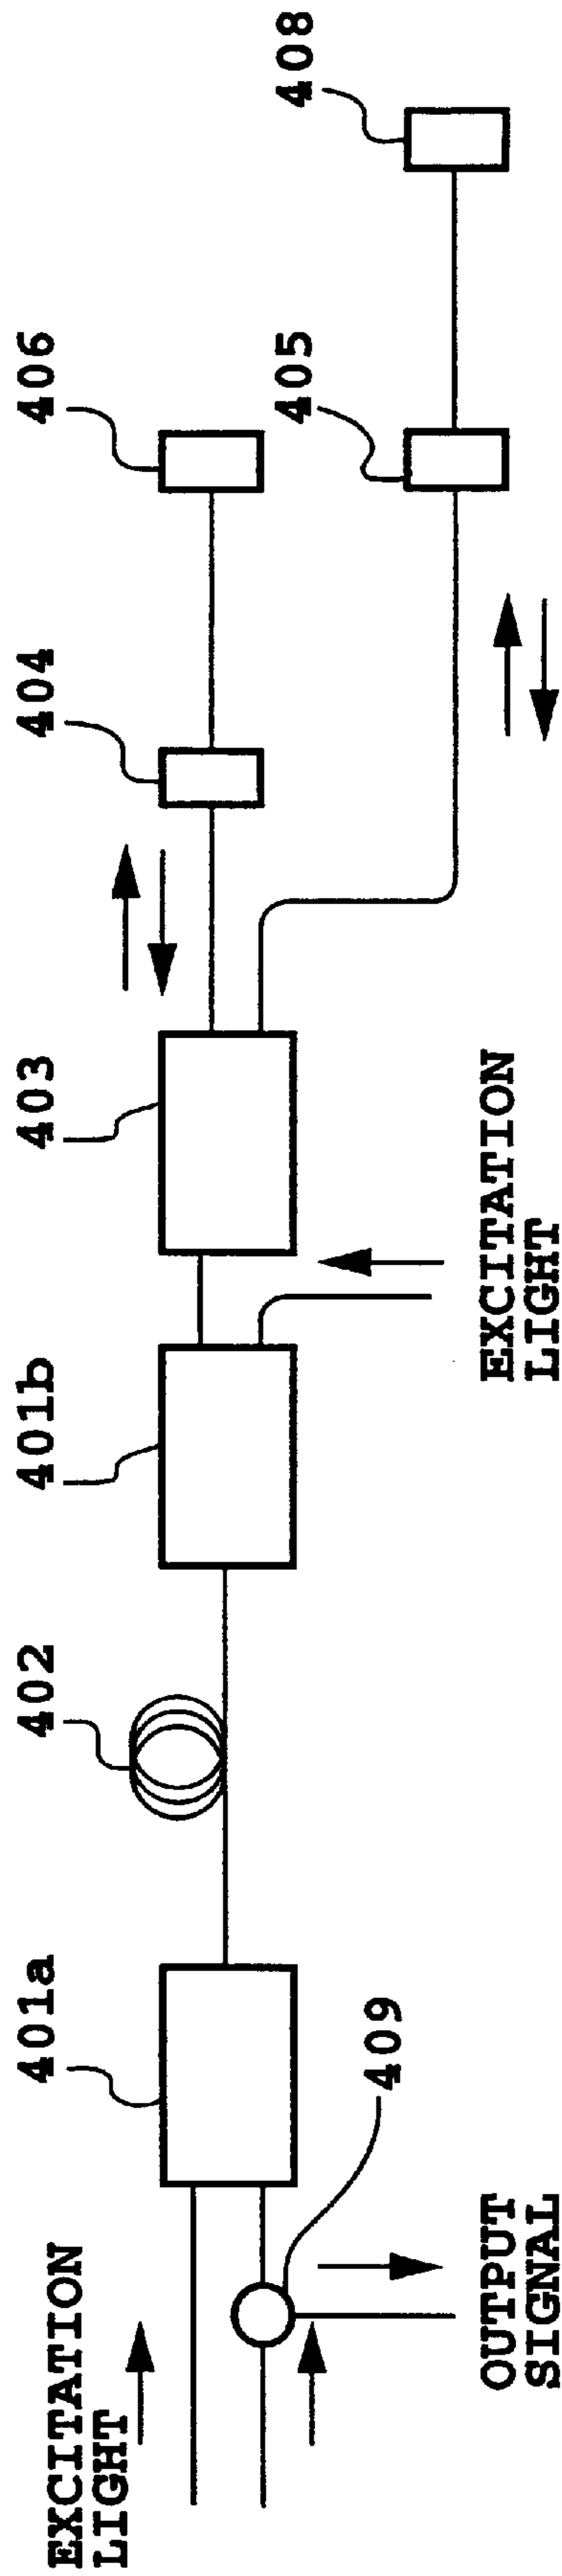 EXCITATION
LIGHT
401a
402
401b
403
404
406
409
405
408
OUTPUT
SIGNAL
EXCITATION
LIGHT